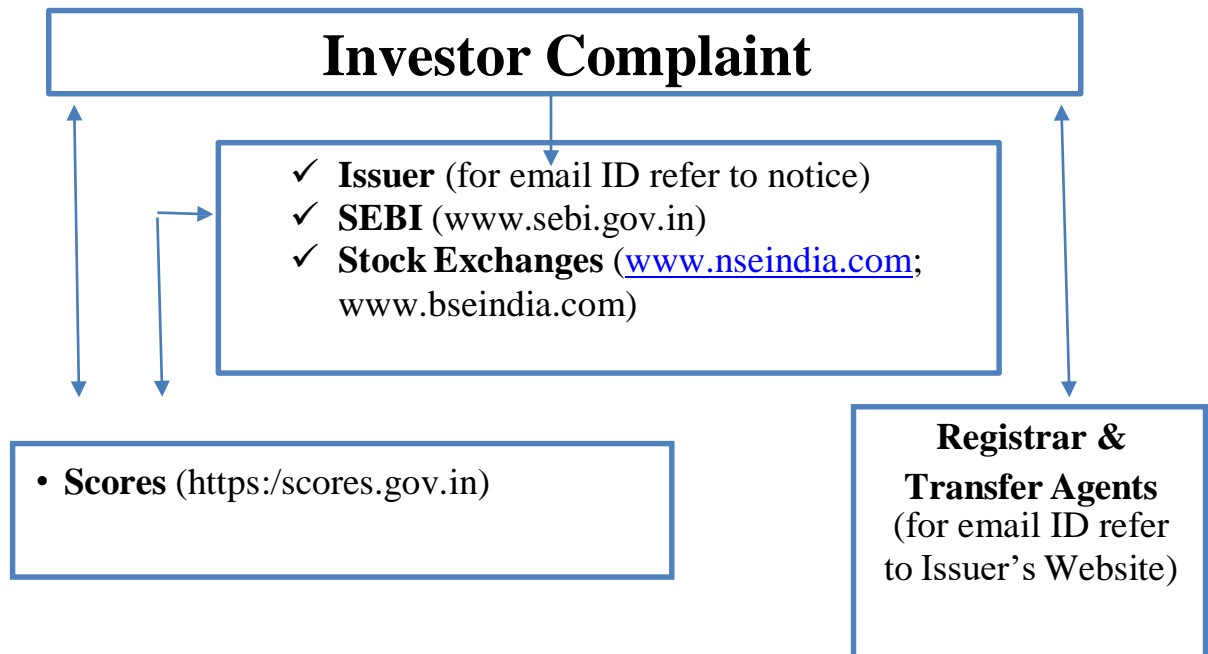 Investor Complaint
✓ Issuer (for email ID refer to notice)
✓ SEBI (www.sebi.gov.in)
✓ Stock Exchanges (www.nseindia.com;
www.bseindia.com)
• Scores (https:/scores.gov.in)
Registrar &
Transfer Agents
(for email ID refer
to Issuer’s Website)